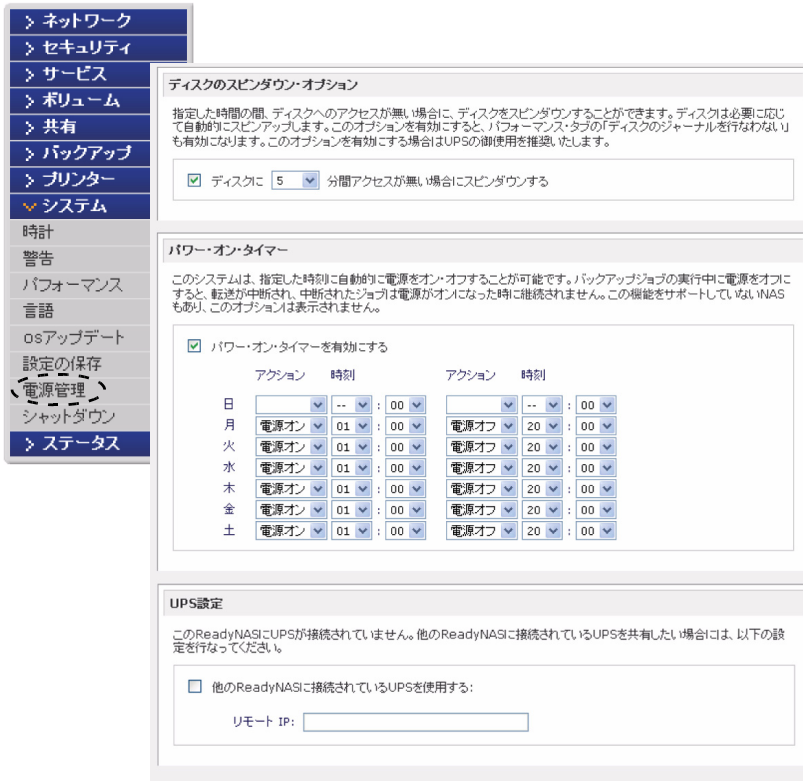 ネットワーク
セキュリティ
サービス
ボリューム
共有
バックアップ
プリンター
システム
時計
警告
パフォーマンス
言語
osアップデート
設定の保存
電源管理
シャットダウン
ステータス
ディスクのスピンダウン・オプション
指定した時間の間、ディスクへのアクセスが無い場合に、ディスクをスピンダウンすることができます。ディスクは必要に応じ
て自動的にスピンアップします。このオプションを有効にすると、パフォーマンス・タブの「ディスクのジャーナルを行なわない」
も有効になります。このオプションを有効にする場合はUPSの御使用を推奨いたします。
ディスクに 5 分間アクセスが無い場合にスピンダウンする
パワー・オン・タイマー
このシステムは、指定した時刻に自動的に電源をオン・オフすることが可能です。バックアップジョブの実行中に電源をオフに
すると、転送が中断され、中断されたジョブは電源がオンになった時に継続されません。この機能をサポートしていないNAS
もあり、このオプションは表示されません。
パワー・オン・タイマーを有効にする
アクション 時刻 アクション 時刻
日 -- : 00 -- : 00
月 電源オン 01 : 00 電源オフ 20 : 00
火 電源オン 01 : 00 電源オフ 20 : 00
水 電源オン 01 : 00 電源オフ 20 : 00
木 電源オン 01 : 00 電源オフ 20 : 00
金 電源オン 01 : 00 電源オフ 20 : 00
土 電源オン 01 : 00 電源オフ 20 : 00
UPS設定
このReadyNASにUPSが接続されていません。他のReadyNASに接続されているUPSを共有したい場合には、以下の設
定を行なってください。
他のReadyNASに接続されているUPSを使用する:
リモート IP: